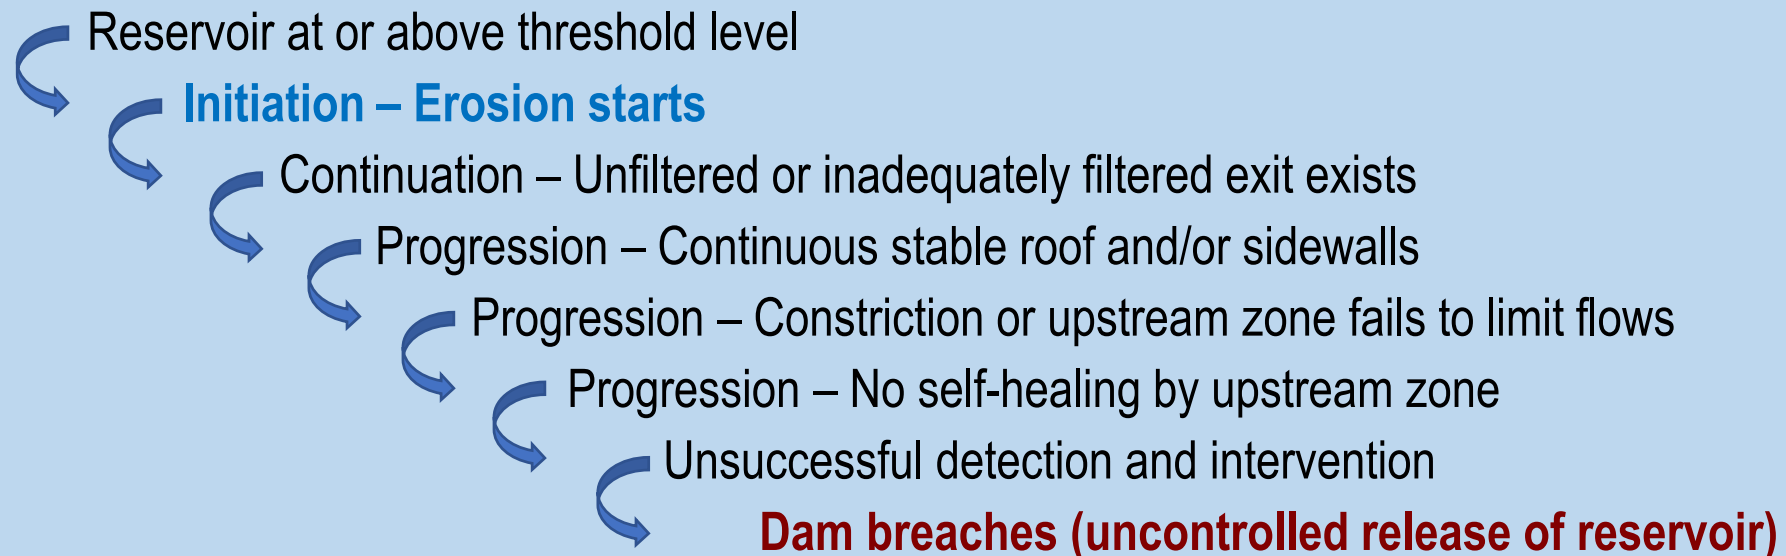 Reservoir at or above threshold level
Initiation – Erosion starts
Continuation – Unfiltered or inadequately filtered exit exists
Progression – Continuous stable roof and/or sidewalls
Progression – Constriction or upstream zone fails to limit flows
Progression – No self-healing by upstream zone
Unsuccessful detection and intervention
Dam breaches (uncontrolled release of reservoir)